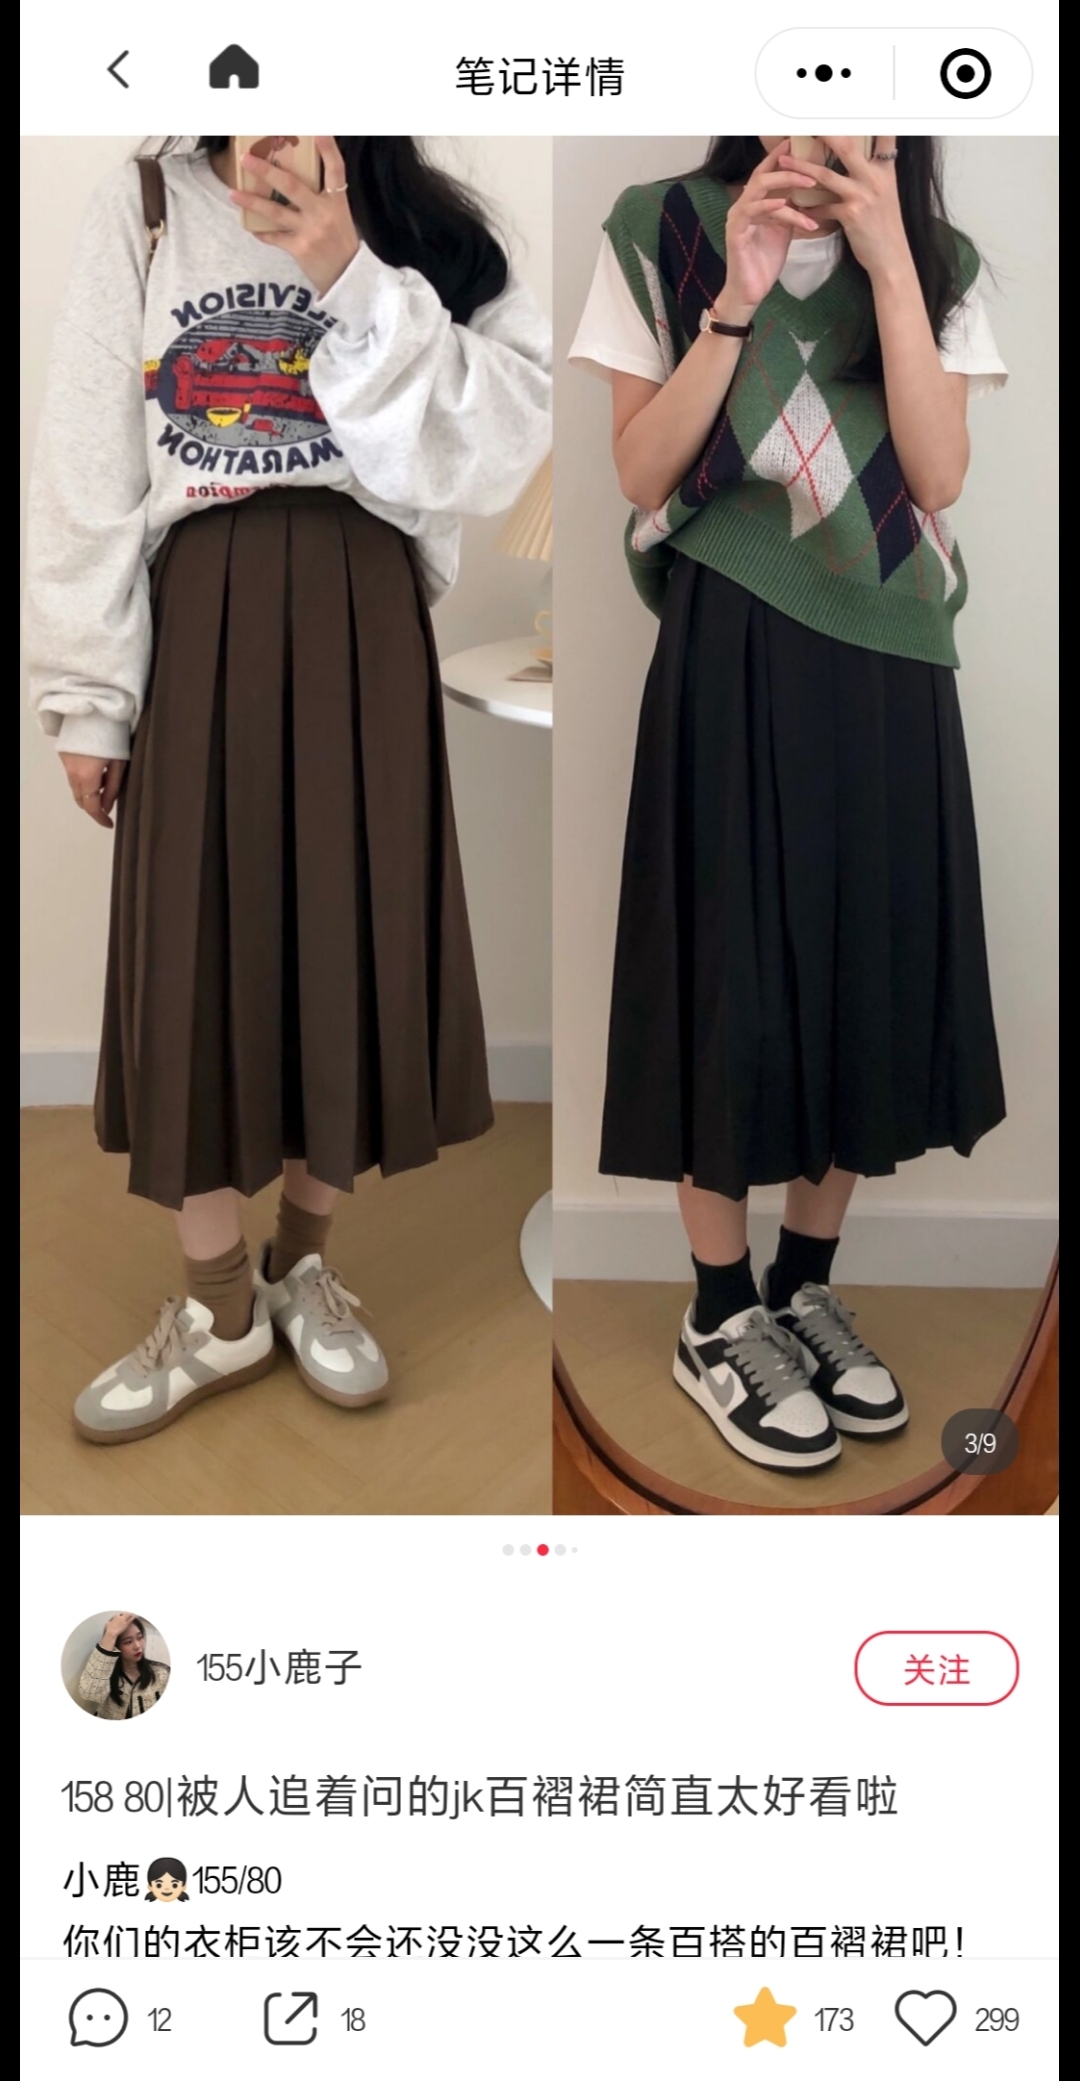 笔记详情
TELEVISION
MARATHON
Champion
3/9
155小鹿子
关注
158 80|被人追着问的jk百褶裙简直太好看啦
小鹿👧🏻155/80
你们的衣柜该不会还没没这么一条百搭的百褶裙吧!
12
18
173
299